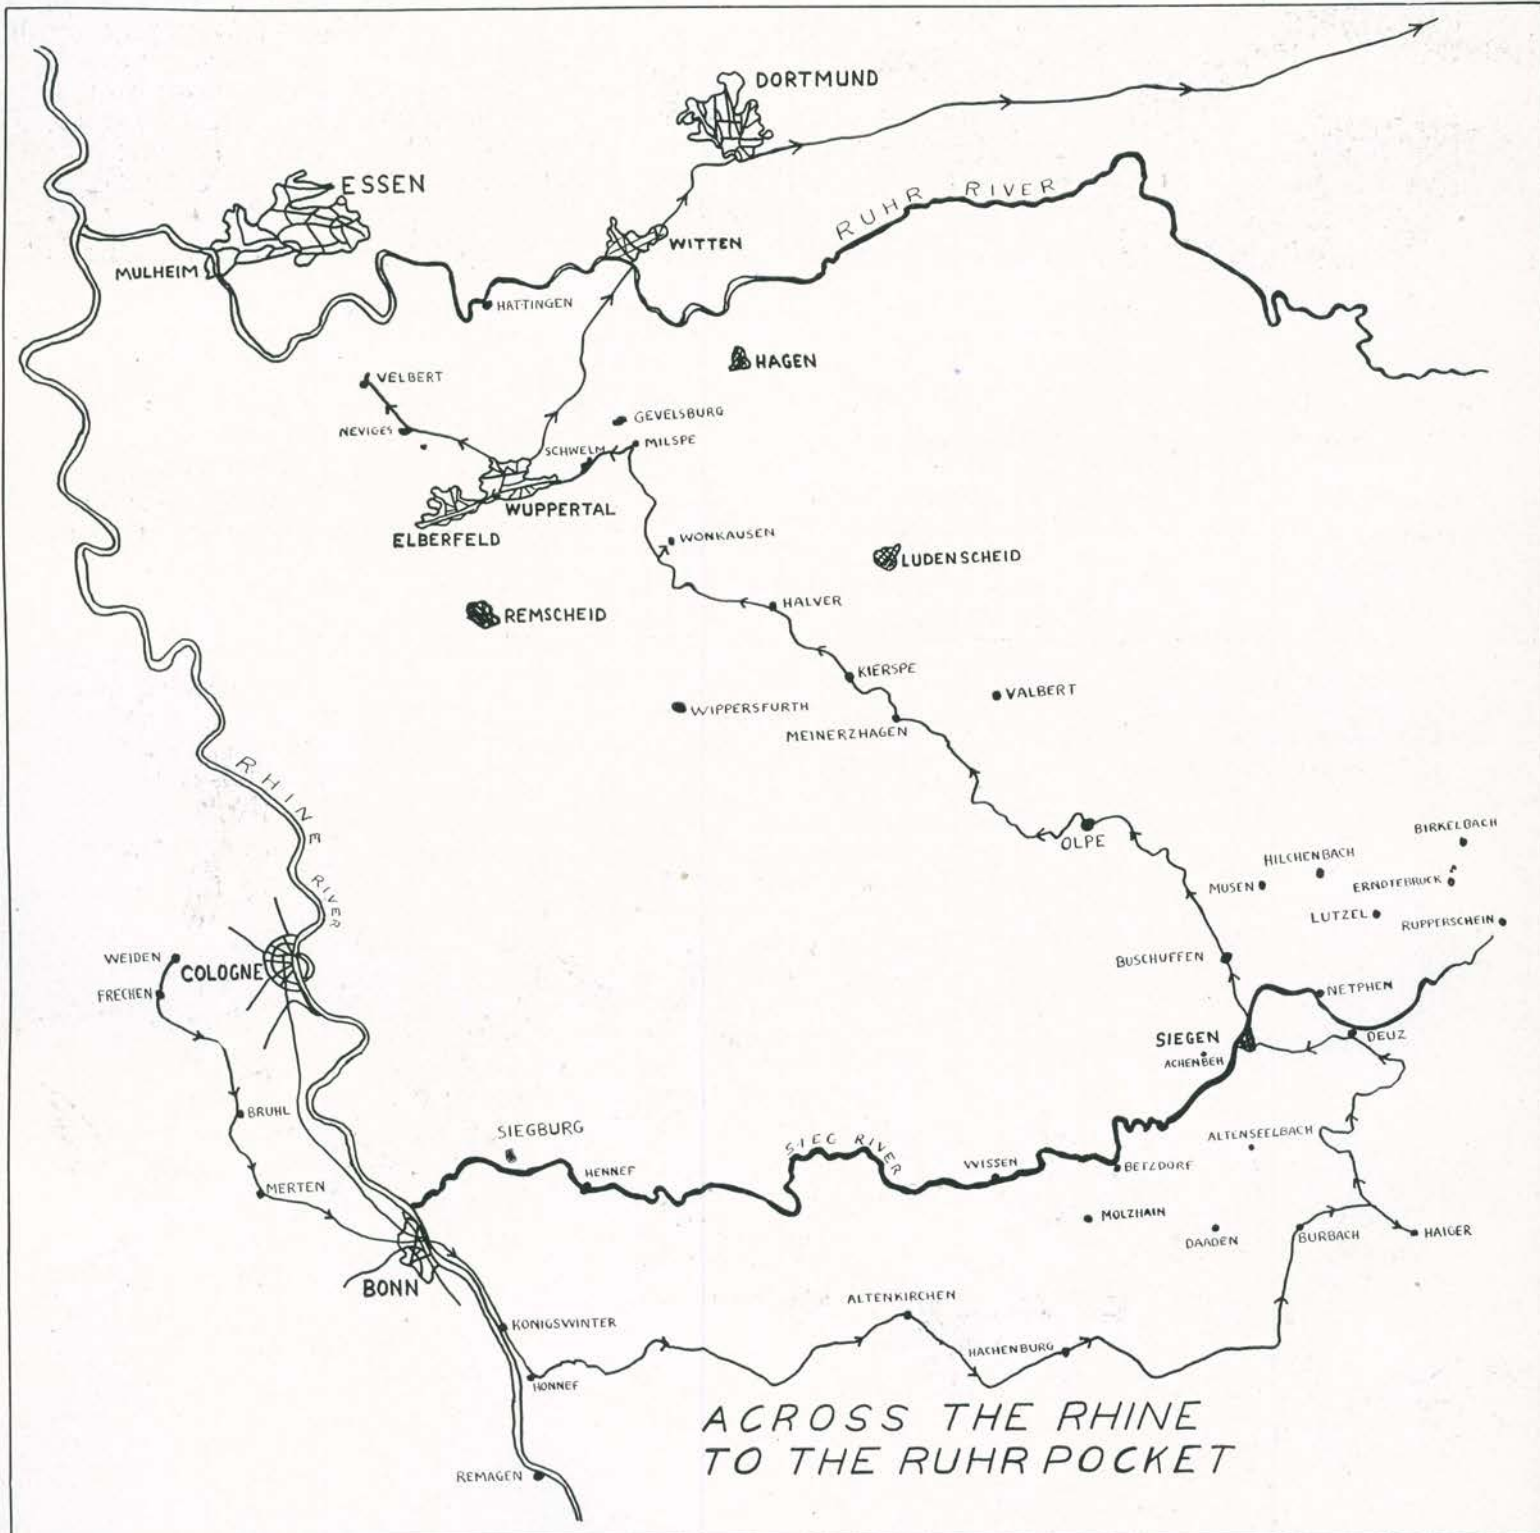 DORTMUND
ESSEN
RUHR RIVER
WITTEN
MULHEIM
HATTINGEN
HAGEN
VELBERT
GEVELSBURG
NEVIGES
MILSPE
SCHWELM
WUPPERTAL
ELBERFELD
WONKAUSEN
LUDENSCHEID
HALVER
REMSCHEID
KIERSPE
VALBERT
WIPPERSFURTH
MEINERZHAGEN
RHINE RIVER
OLPE
BIRKELBACH
HILCHENBACH
MUSEN
ERNDTEBRUCK
LUTZEL
RUPPERSCHEIN
WEIDEN
COLOGNE
BUSCHUFFEN
FRECHEN
NETPHEN
SIEGEN
DEUZ
ACHENBEH
BRUHL
SIEGBURG
ALTENSEELBACH
SIEG RIVER
WISSEN
BETZDORF
HENNEF
MERTEN
MOLZHAIN
DAADEN
BURBACH
HAIGER
BONN
ALTENKIRCHEN
KONIGSWINTER
HACHENBURG
HONNEF
ACROSS THE RHINE
TO THE RUHR POCKET
REMAGEN